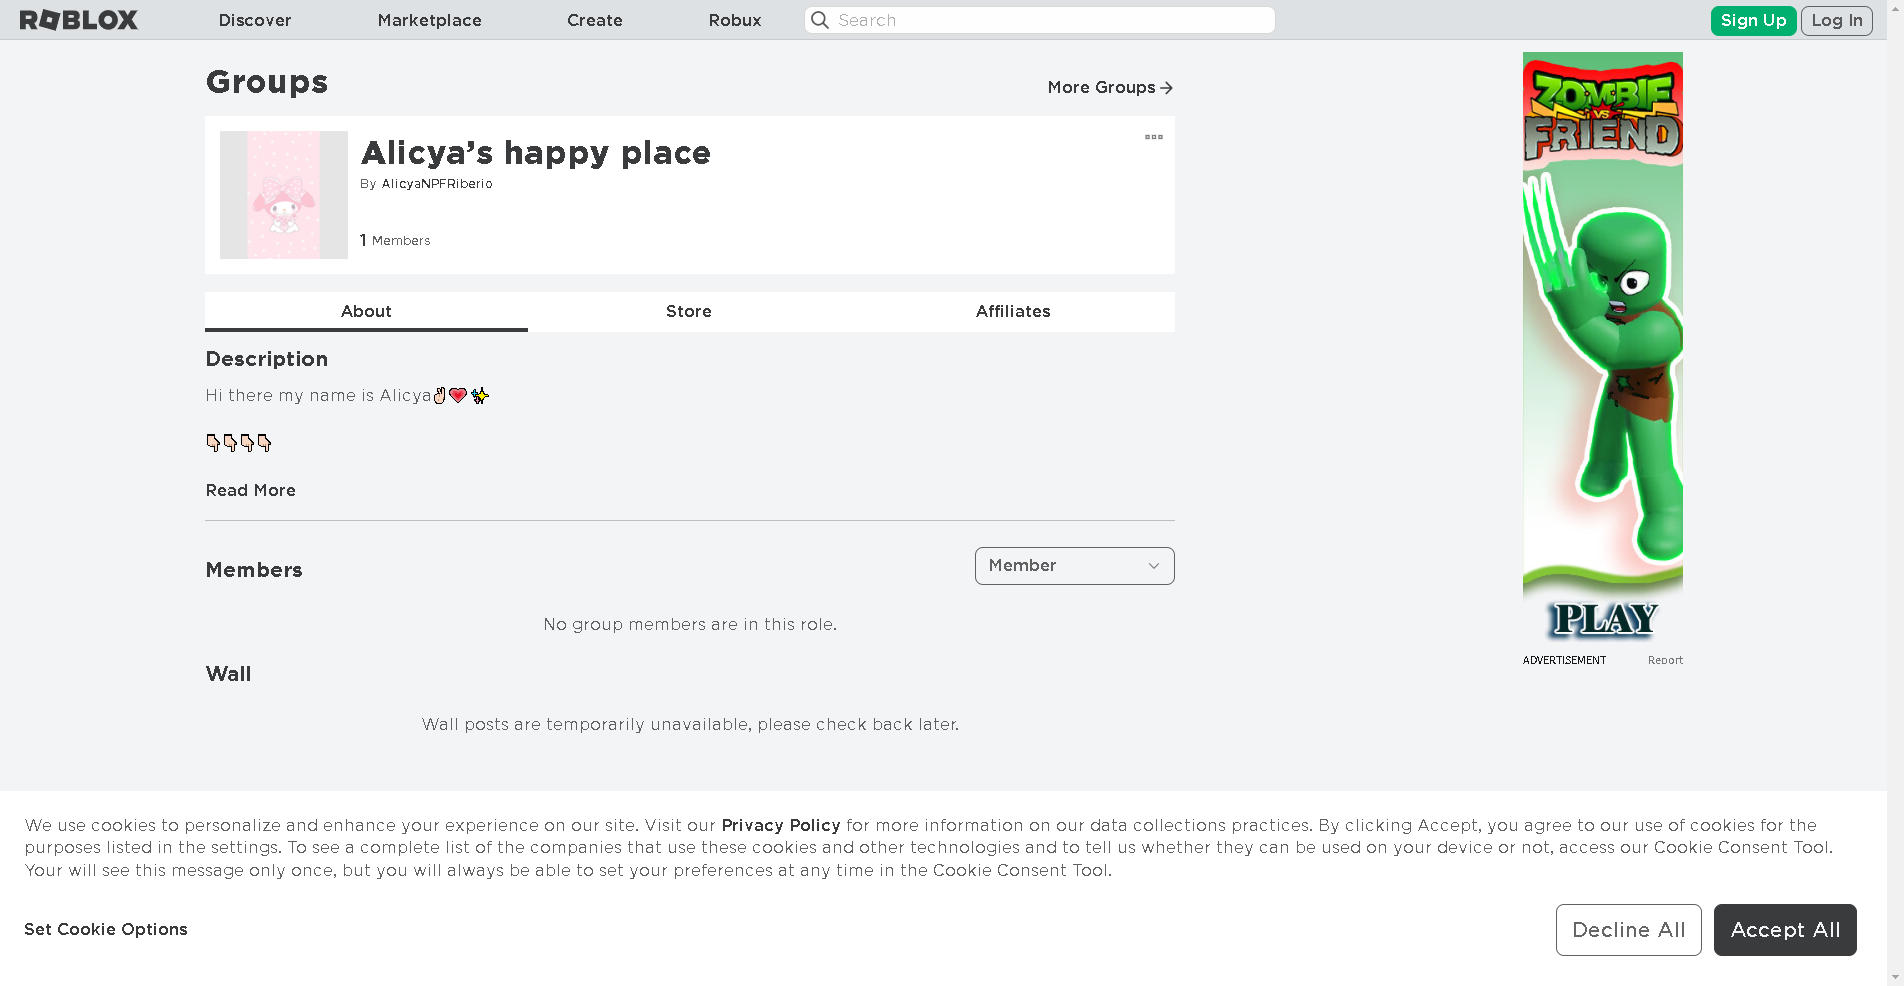 ROBLOX Discover Marketplace Create Robux Search Sign Up Log In
Groups
More Groups
Alicya’s happy place
By AlicyaNPFRiberio
1 Members
About Store Affiliates
Description
Hi there my name is Alicya✌🏻❤️✨
👇🏻👇🏻👇🏻👇🏻
Read More
Members
Member
No group members are in this role.
Wall
Wall posts are temporarily unavailable, please check back later.
ZOMBIE
VS
FRIEND
PLAY
ADVERTISEMENT Report
We use cookies to personalize and enhance your experience on our site. Visit our Privacy Policy for more information on our data collections practices. By clicking Accept, you agree to our use of cookies for the
purposes listed in the settings. To see a complete list of the companies that use these cookies and other technologies and to tell us whether they can be used on your device or not, access our Cookie Consent Tool.
Your will see this message only once, but you will always be able to set your preferences at any time in the Cookie Consent Tool.
Set Cookie Options
Decline All
Accept All